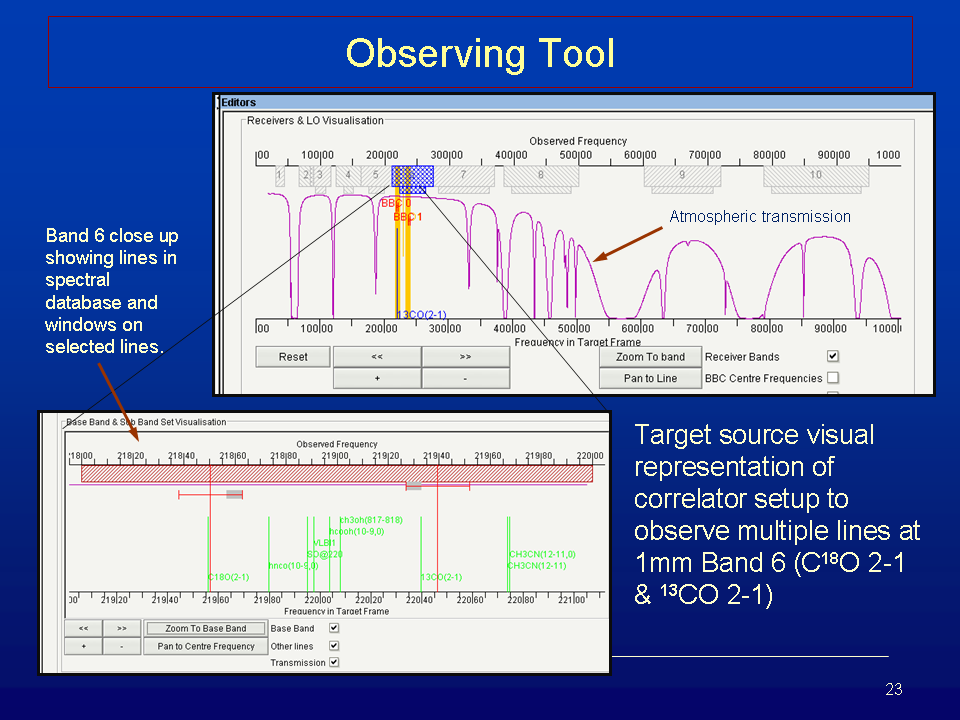 Observing Tool
Editors
Receivers & LO Visualisation
Observed Frequency
|00 100|00 200|00 300|00 400|00 500|00 600|00 700|00 800|00 900|00 1000
1 2 3 4 5 7 8 9 10
BBC 0
BBC 1
Atmospheric transmission
13CO(2-1)
|00 100|00 200|00 300|00 400|00 500|00 600|00 700|00 800|00 900|00 1000|
Frequency in Target Frame
Reset << >> Zoom To band Receiver Bands
+ - Pan to Line BBC Centre Frequencies
Band 6 close up
showing lines in
spectral
database and
windows on
selected lines.
Base Band & Sub Band Set Visualisation
Observed Frequency
'18|00 218|20 218|40 218|60 218|80 219|00 219|20 219|40 219|60 219|80 220|00
ch3oh(817-818)
hcooh(10-9,0)
VLBI1
SO@220
CH3CN(12-11,0)
hnco(10-9,0)
CH3CN(12-11)
C18O(2-1)
13CO(2-1)
:00 219|20 219|40 219|60 219|80 220|00 220|20 220|40 220|60 220|80 221|00
Frequency in Target Frame
<< >> Zoom To Base Band Base Band
+ - Pan to Centre Frequency Other lines
Transmission
Target source visual
representation of
correlator setup to
observe multiple lines at
1mm Band 6 (C¹⁸O 2-1
& ¹³CO 2-1)
23